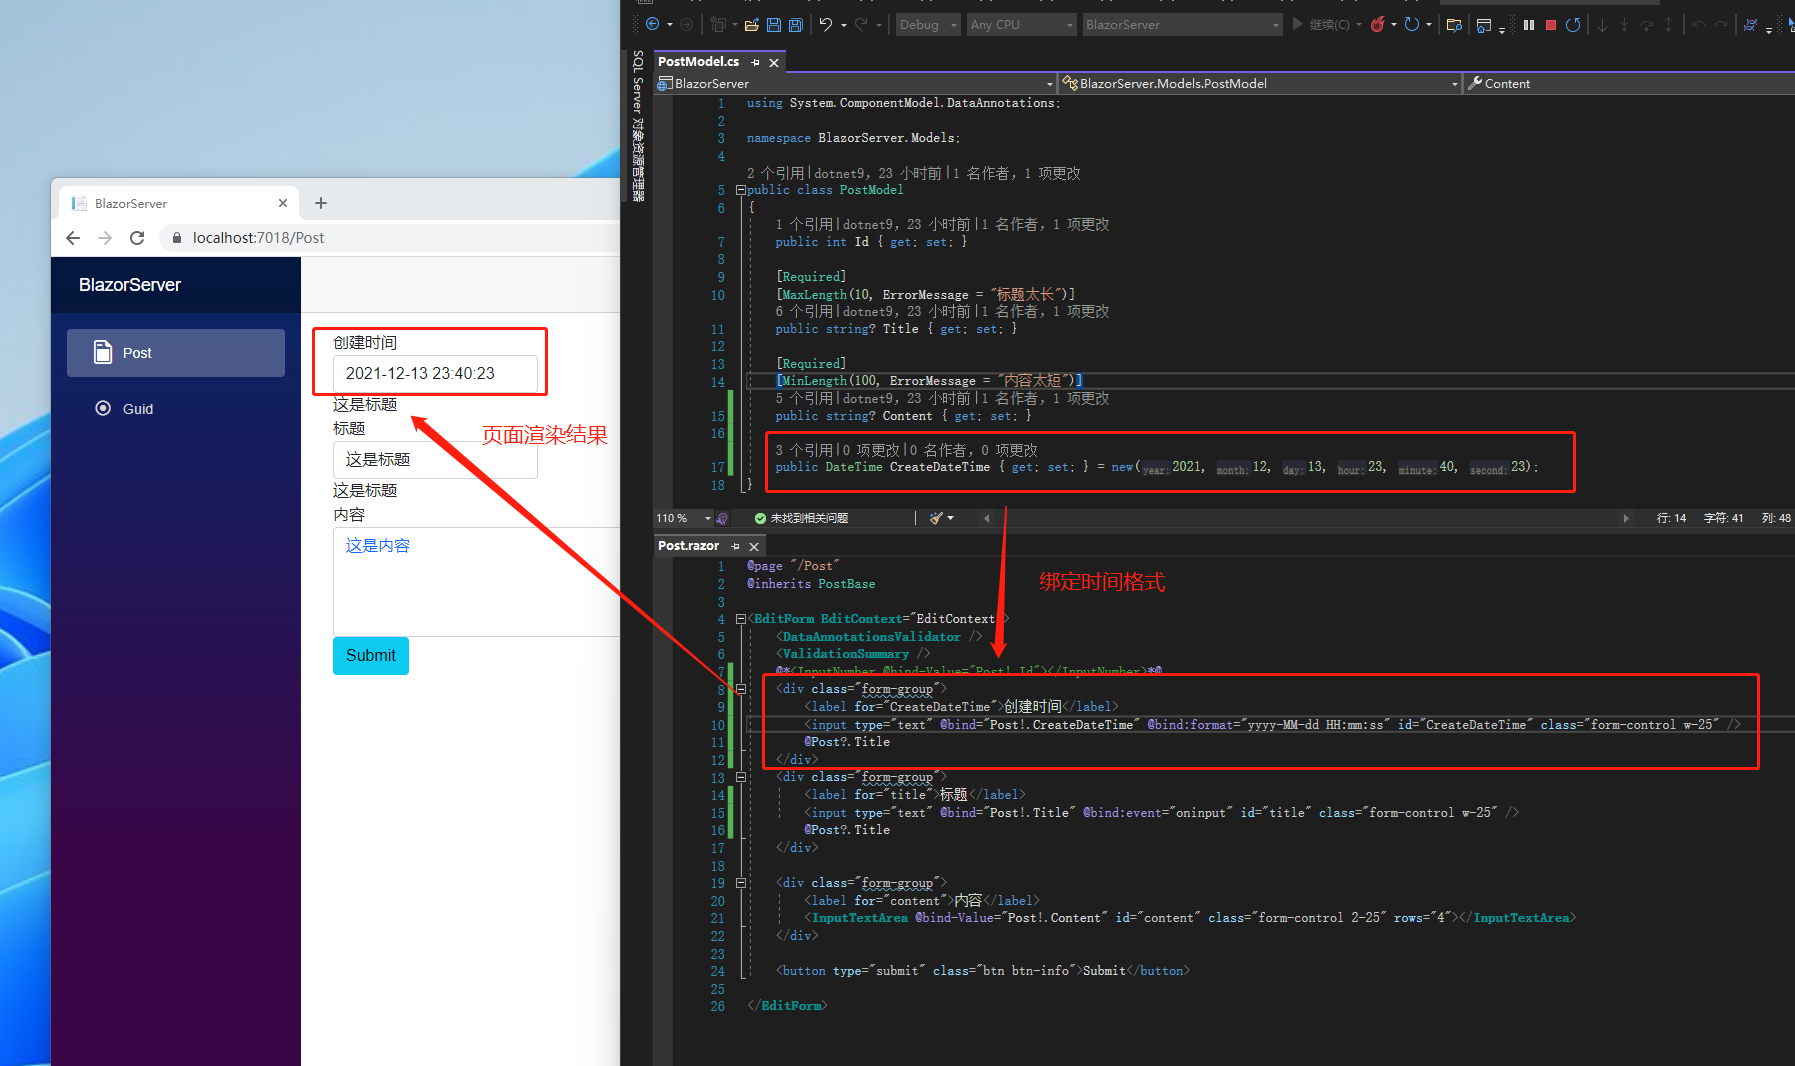 BlazorServer
localhost:7018/Post
BlazorServer
Post
Guid
创建时间
2021-12-13 23:40:23
这是标题
标题
这是标题
这是标题
内容
这是内容
Submit
页面渲染结果
Debug
Any CPU
BlazorServer
继续(C)
SQL Server 对象资源管理器
PostModel.cs
BlazorServer
BlazorServer.Models.PostModel
Content
1 using System.ComponentModel.DataAnnotations;
2
3 namespace BlazorServer.Models;
4
2 个引用|dotnet9, 23 小时前|1 名作者, 1 项更改
5 public class PostModel
6 {
1 个引用|dotnet9, 23 小时前|1 名作者, 1 项更改
7 public int Id { get; set; }
8
9 [Required]
10 [MaxLength(10, ErrorMessage = "标题太长")]
6 个引用|dotnet9, 23 小时前|1 名作者, 1 项更改
11 public string? Title { get; set; }
12
13 [Required]
14 [MinLength(100, ErrorMessage = "内容太短")]
5 个引用|dotnet9, 23 小时前|1 名作者, 1 项更改
15 public string? Content { get; set; }
16
3 个引用|0 项更改|0 名作者, 0 项更改
17 public DateTime CreateDateTime { get; set; } = new(year:2021, month:12, day:13, hour:23, minute:40, second:23);
18 }
110 %
未找到相关问题
行: 14
字符: 41
列: 48
Post.razor
绑定时间格式
1 @page "/Post"
2 @inherits PostBase
3
4 <EditForm EditContext="EditContext">
5 <DataAnnotationsValidator />
6 <ValidationSummary />
7 @*<InputNumber @bind-Value="Post!.Id"></InputNumber>*@
8 <div class="form-group">
9 <label for="CreateDateTime">创建时间</label>
10 <input type="text" @bind="Post!.CreateDateTime" @bind:format="yyyy-MM-dd HH:mm:ss" id="CreateDateTime" class="form-control w-25" />
11 @Post?.Title
12 </div>
13 <div class="form-group">
14 <label for="title">标题</label>
15 <input type="text" @bind="Post!.Title" @bind:event="oninput" id="title" class="form-control w-25" />
16 @Post?.Title
17 </div>
18
19 <div class="form-group">
20 <label for="content">内容</label>
21 <InputTextArea @bind-Value="Post!.Content" id="content" class="form-control 2-25" rows="4"></InputTextArea>
22 </div>
23
24 <button type="submit" class="btn btn-info">Submit</button>
25
26 </EditForm>